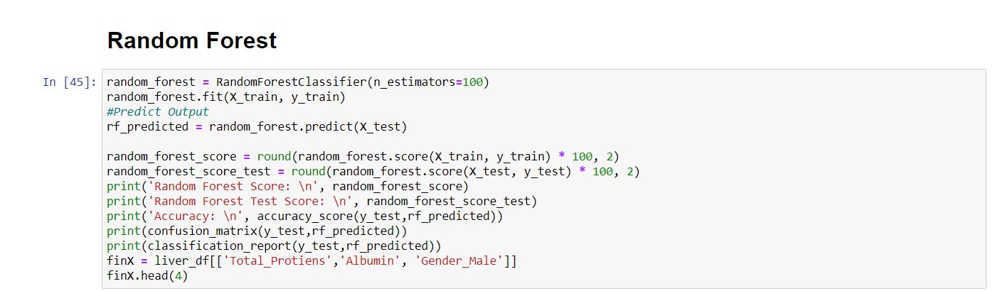 Random Forest
In [45]:
random_forest = RandomForestClassifier(n_estimators=100)
random_forest.fit(X_train, y_train)
#Predict Output
rf_predicted = random_forest.predict(X_test)
random_forest_score = round(random_forest.score(X_train, y_train) * 100, 2)
random_forest_score_test = round(random_forest.score(X_test, y_test) * 100, 2)
print('Random Forest Score: \n', random_forest_score)
print('Random Forest Test Score: \n', random_forest_score_test)
print('Accuracy: \n', accuracy_score(y_test,rf_predicted))
print(confusion_matrix(y_test,rf_predicted))
print(classification_report(y_test,rf_predicted))
finX = liver_df[['Total_Protiens','Albumin', 'Gender_Male']]
finX.head(4)